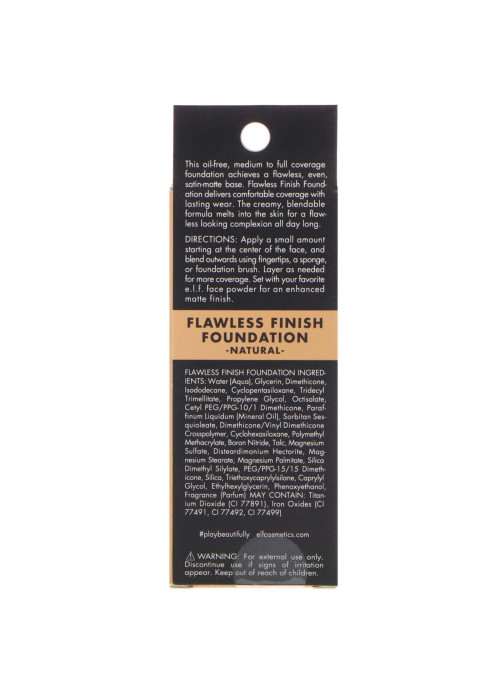 This oil-free, medium to full coverage
foundation achieves a flawless, even,
satin-matte base. Flawless Finish Found-
ation delivers comfortable coverage with
lasting wear. The creamy, blendable
formula melts into the skin for a flaw-
less looking complexion all day long.
DIRECTIONS: Apply a small amount
starting at the center of the face, and
blend outwards using fingertips, a sponge,
or foundation brush. Layer as needed
for more coverage. Set with your favorite
e.l.f. face powder for an enhanced
matte finish.
FLAWLESS FINISH
FOUNDATION
-NATURAL-
FLAWLESS FINISH FOUNDATION INGRED-
IENTS: Water (Aqua), Glycerin, Dimethicone,
Isododecane, Cyclopentasiloxane, Tridecyl
Trimellitate, Propylene Glycol, Octisalate,
Cetyl PEG/PPG-10/1 Dimethicone, Paraf-
finum Liquidum (Mineral Oil), Sorbitan Ses-
quioleate, Dimethicone/Vinyl Dimethicone
Crosspolymer, Cyclohexasiloxane, Polymethyl
Methacrylate, Boron Nitride, Talc, Magnesium
Sulfate, Disteardimonium Hectorite, Mag-
nesium Stearate, Magnesium Palmitate, Silica
Dimethyl Silylate, PEG/PPG-15/15 Dimeth-
icone, Silica, Triethoxycaprylylsilane, Caprylyl
Glycol, Ethylhexylglycerin, Phenoxyethanol,
Fragrance (Parfum) MAY CONTAIN: Titan-
ium Dioxide (CI 77891), Iron Oxides (CI
77491, CI 77492, CI 77499)
#playbeautifully elfcosmetics.com
WARNING: For external use only.
Discontinue use if signs of irritation
appear. Keep out of reach of children.